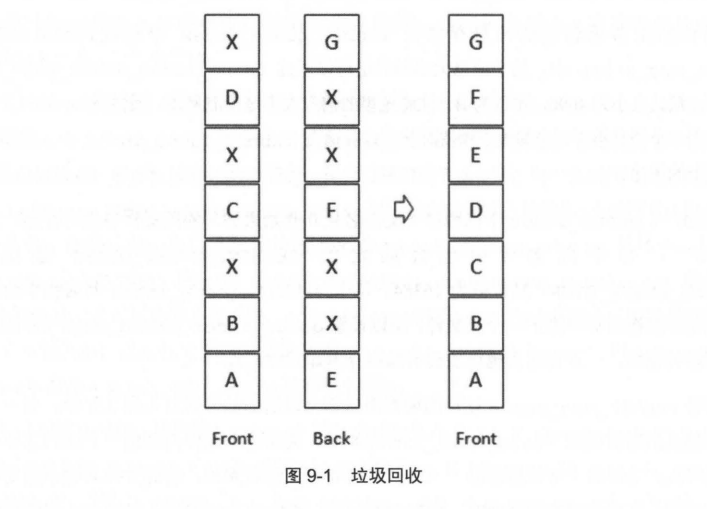 X G G
D X F
X X E
C F D
X X C
B X B
A E A
Front Back Front
图 9-1 垃圾回收